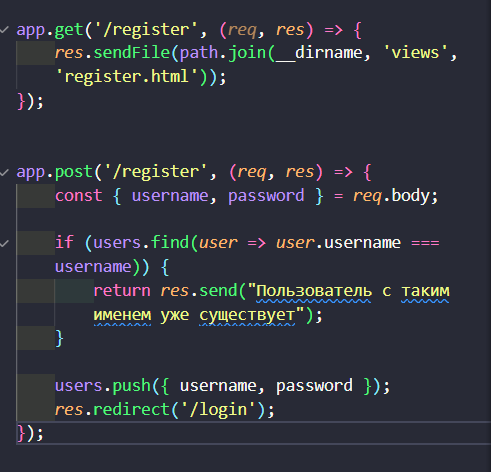 app.get('/register', (req, res) => {
res.sendFile(path.join(__dirname, 'views',
'register.html'));
});
app.post('/register', (req, res) => {
const { username, password } = req.body;
if (users.find(user => user.username ===
username)) {
return res.send("Пользователь с таким
именем уже существует");
}
users.push({ username, password });
res.redirect('/login');
});